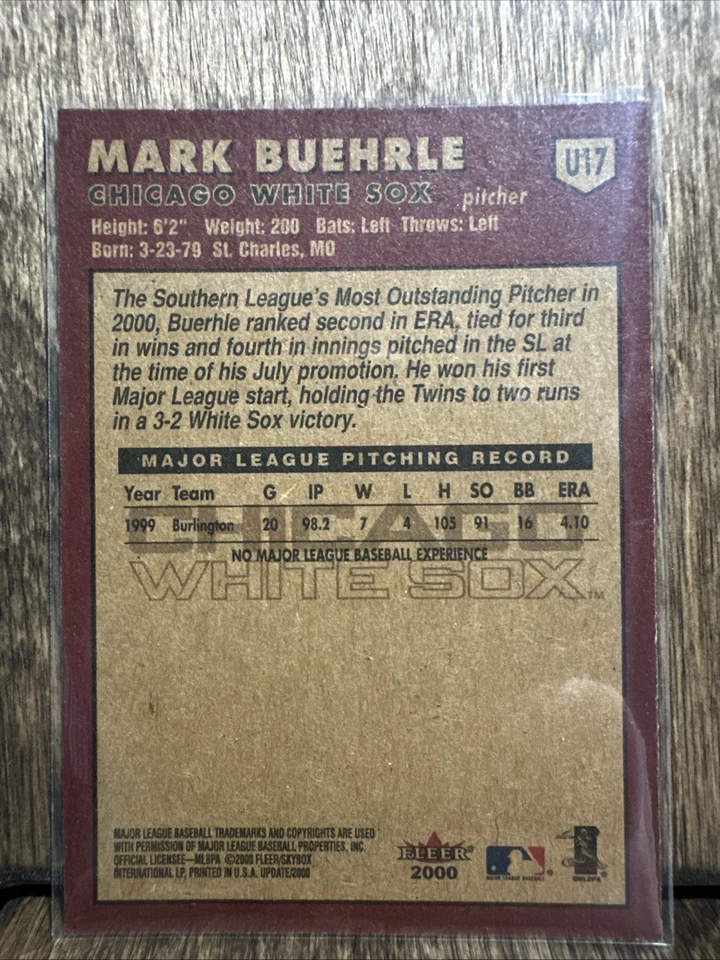 MARK BUEHRLE
U17
CHICAGO WHITE SOX pitcher
Height: 6'2" Weight: 200 Bats: Left Throws: Left
Born: 3-23-79 St. Charles, MO
The Southern League's Most Outstanding Pitcher in
2000, Buerhle ranked second in ERA, tied for third
in wins and fourth in innings pitched in the SL at
the time of his July promotion. He won his first
Major League start, holding the Twins to two runs
in a 3-2 White Sox victory.
MAJOR LEAGUE PITCHING RECORD
Year Team G IP W L H SO BB ERA
1999 Burlington 20 98.2 7 4 105 91 16 4.10
CHICAGO
NO MAJOR LEAGUE BASEBALL EXPERIENCE
WHITE SOX™
MAJOR LEAGUE BASEBALL TRADEMARKS AND COPYRIGHTS ARE USED
WITH PERMISSION OF MAJOR LEAGUE BASEBALL PROPERTIES, INC.
OFFICIAL LICENSEE—MLBPA ©2000 FLEER/SKYBOX
INTERNATIONAL LP, PRINTED IN U.S.A. UPDATE/2000
FLEER
2000
MAJOR LEAGUE BASEBALL
©MLBPA